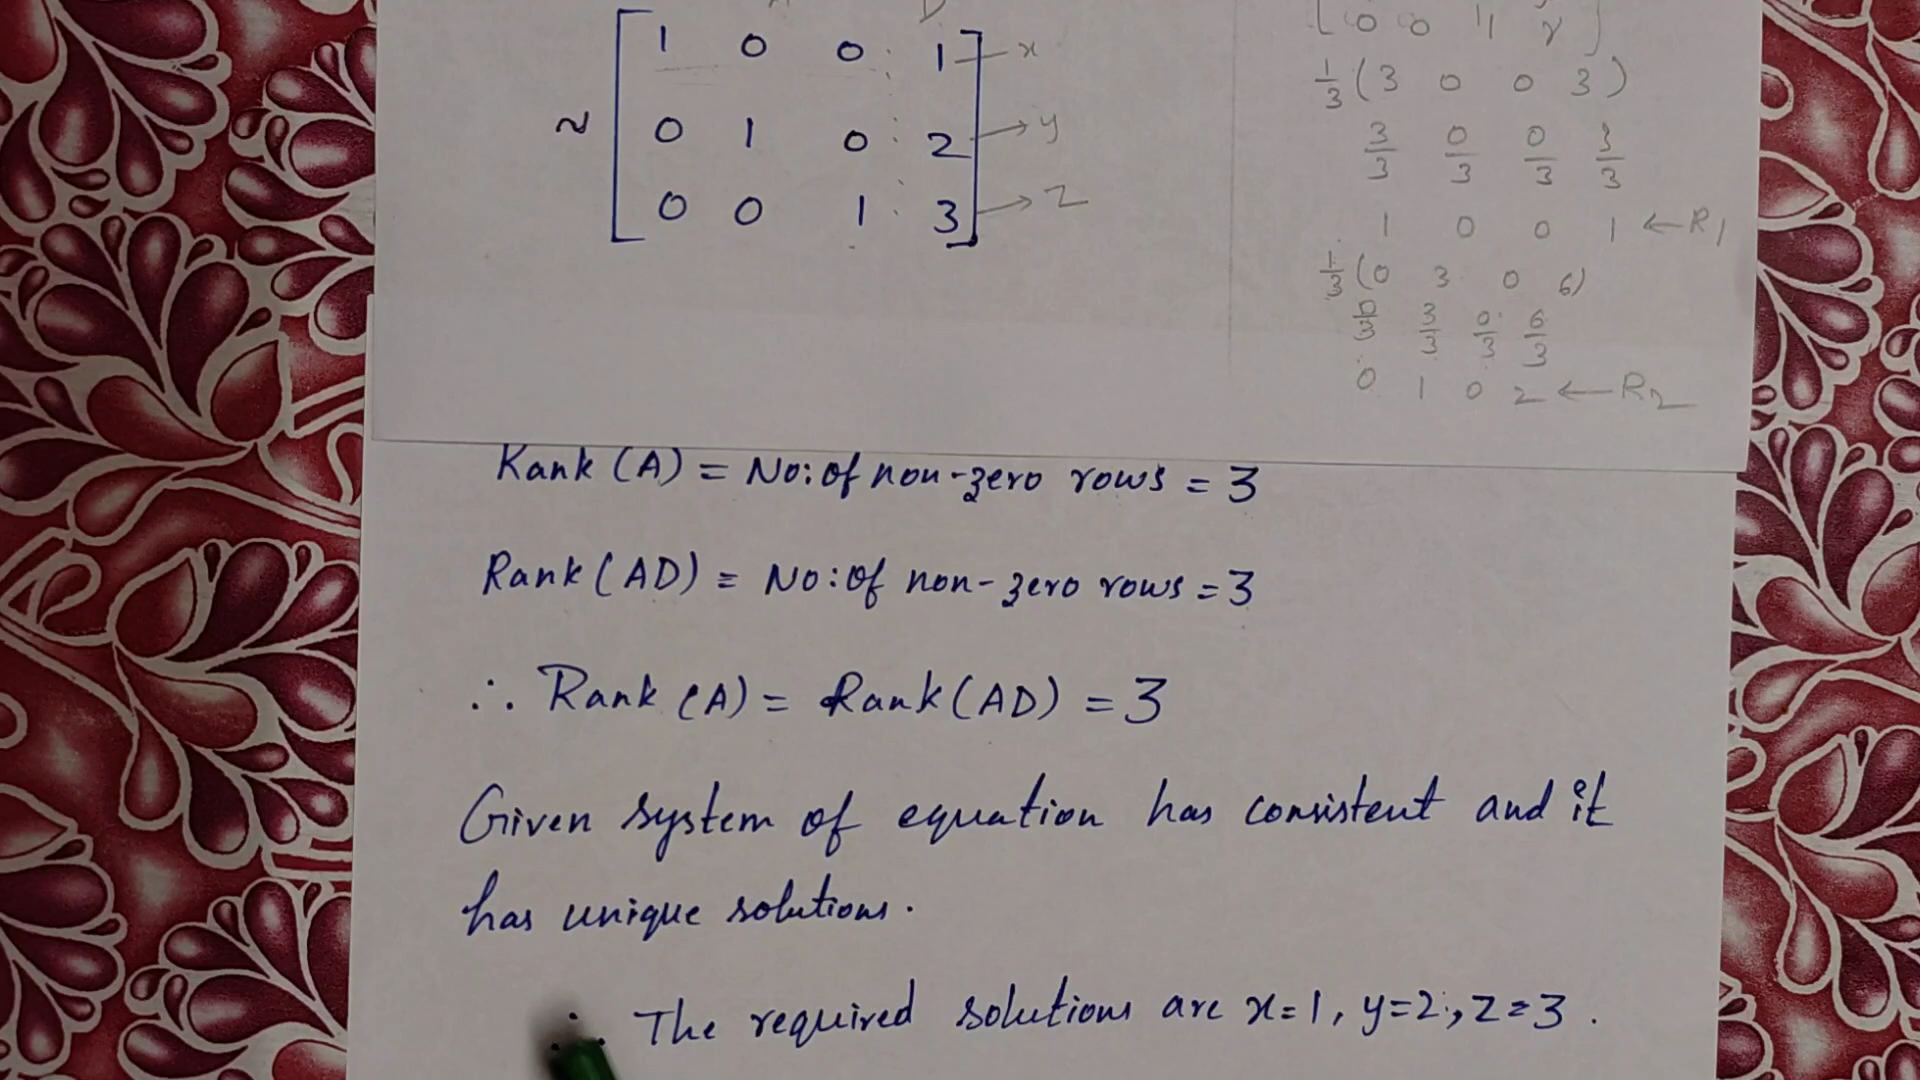 1 0 0 : 1 — x
~ 0 1 0 : 2 → y
0 0 1 : 3 → z
Rank (A) = No: of non-zero rows = 3
Rank (AD) = No: of non-zero rows = 3
∴ Rank (A) = Rank (AD) = 3
Given system of equation has consistent and it
has unique solutions.
∴ The required solutions are x=1, y=2, z=3.
1/3 (3 0 0 3)
3/3 0/3 0/3 3/3
1 0 0 1 ← R1
1/3 (0 3 0 6)
0/3 3/3 0/3 6/3
0 1 0 2 ← R2